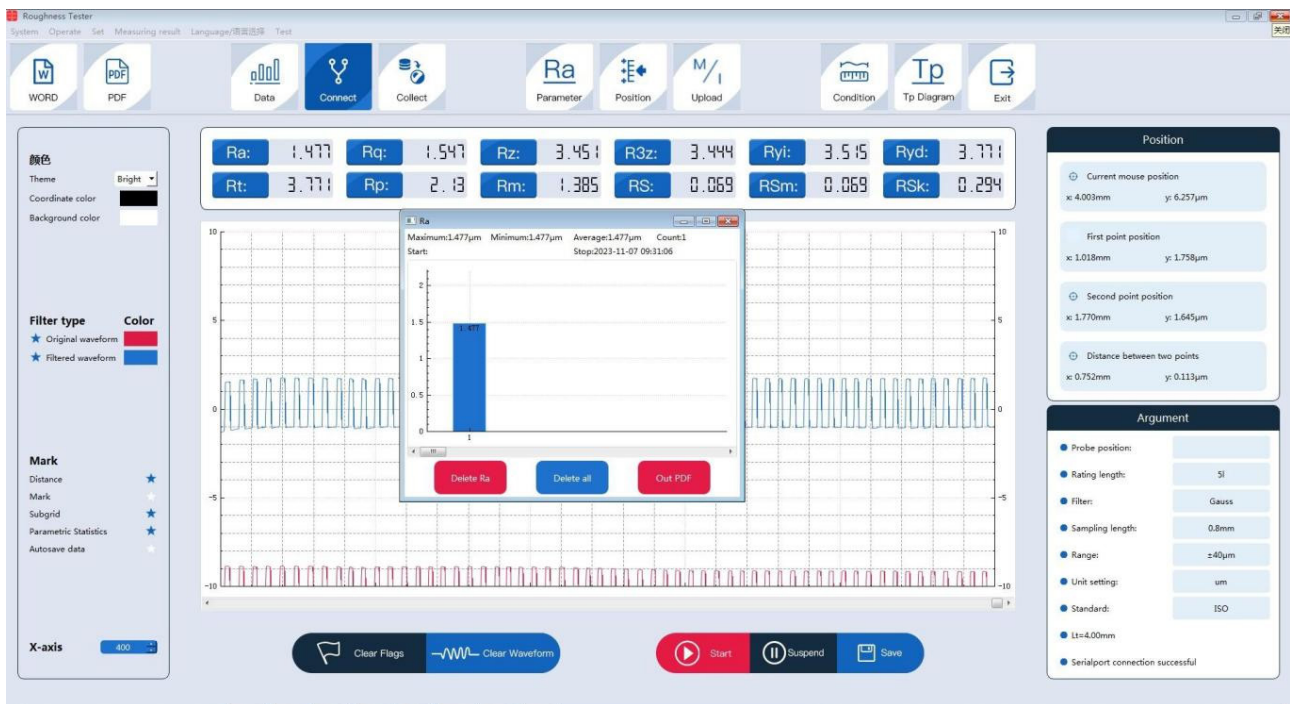 Roughness Tester
关闭
System Operate Set Measuring result Language/语言选择 Test
WORD PDF Data Connect Collect Ra Parameter Position M/I Upload Condition Tp Tp Diagram Exit
颜色
Theme Bright
Coordinate color
Background color
Filter type Color
Original waveform
Filtered waveform
Mark
Distance
Mark
Subgrid
Parametric Statistics
Autosave data
X-axis 400
Ra: 1.477 Rq: 1.547 Rz: 3.451 R3z: 3.444 Ryi: 3.515 Ryd: 3.771
Rt: 3.771 Rp: 2.13 Rm: 1.385 RS: 0.069 RSm: 0.069 RSk: 0.294
10 10
5 5
0 0
-5 -5
-10 -10
Ra
Maximum:1.477μm Minimum:1.477μm Average:1.477μm Count:1
Start: Stop:2023-11-07 09:31:06
2
1.5
1.477
1
0.5
0
1
Delete Ra Delete all Out PDF
Clear Flags Clear Waveform Start Suspend Save
Position
Current mouse position
x: 4.003mm y: 6.257μm
First point position
x: 1.018mm y: 1.758μm
Second point position
x: 1.770mm y: 1.645μm
Distance between two points
x: 0.752mm y: 0.113μm
Argument
Probe position:
Rating length: 5l
Filter: Gauss
Sampling length: 0.8mm
Range: ±40μm
Unit setting: um
Standard: ISO
Lt=4.00mm
Serialport connection successful